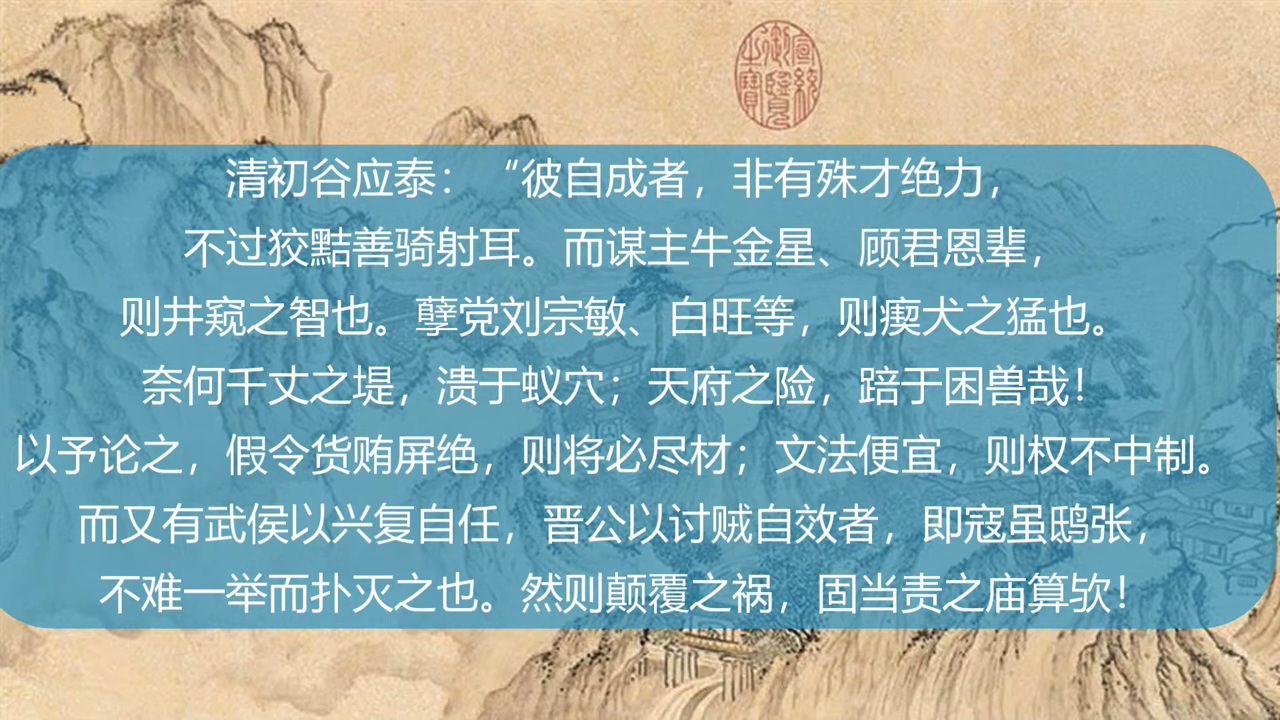 宣統御覽之寶
清初谷应泰：“彼自成者，非有殊才绝力，
不过狡黠善骑射耳。而谋主牛金星、顾君恩辈，
则井窥之智也。孽党刘宗敏、白旺等，则瘈犬之猛也。
奈何千丈之堤，溃于蚁穴；天府之险，踣于困兽哉！
以予论之，假令货贿屏绝，则将必尽材；文法便宜，则权不中制。
而又有武侯以兴复自任，晋公以讨贼自效者，即寇虽鸱张，
不难一举而扑灭之也。然则颠覆之祸，固当责之庙算欤！